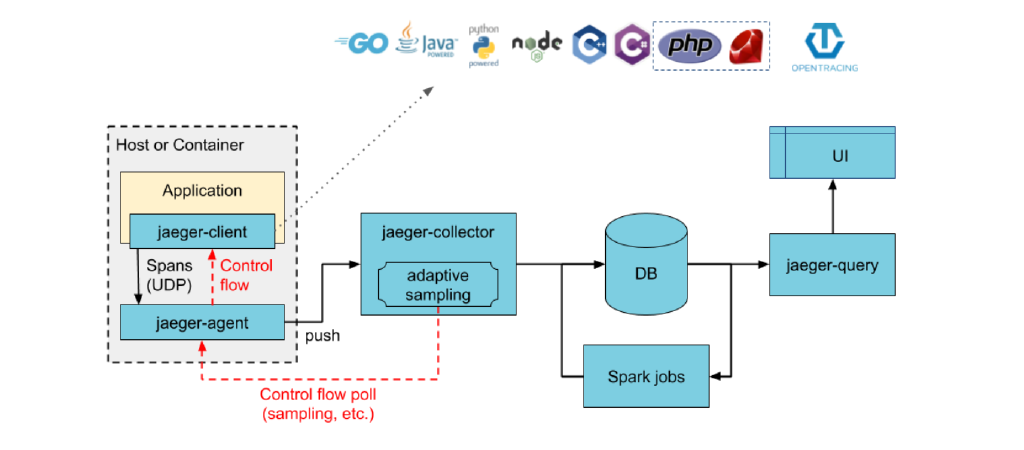 GO
Java
POWERED
python
powered
node
JS
C++
C#
php
OPENTRACING
Host or Container
Application
jaeger-client
Spans
(UDP)
Control
flow
jaeger-agent
push
jaeger-collector
adaptive
sampling
Control flow poll
(sampling, etc.)
DB
Spark jobs
UI
jaeger-query